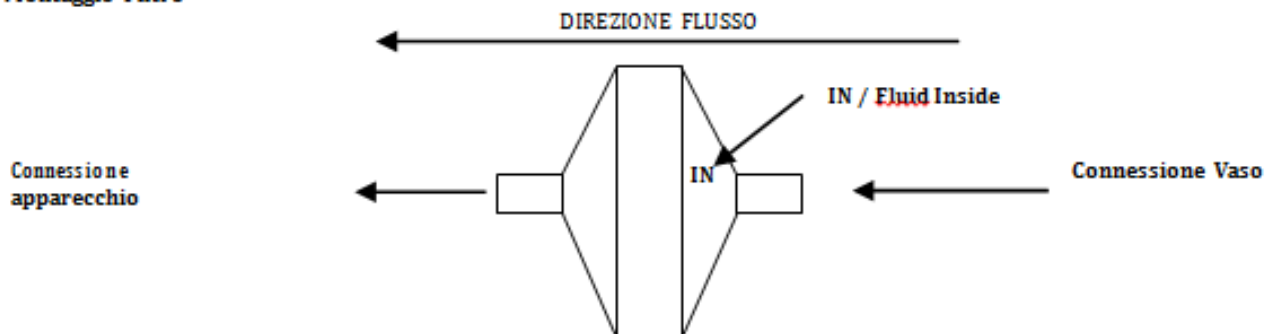 DIREZIONE FLUSSO
IN / Fluid Inside
Connessione
apparecchio
IN
Connessione Vaso